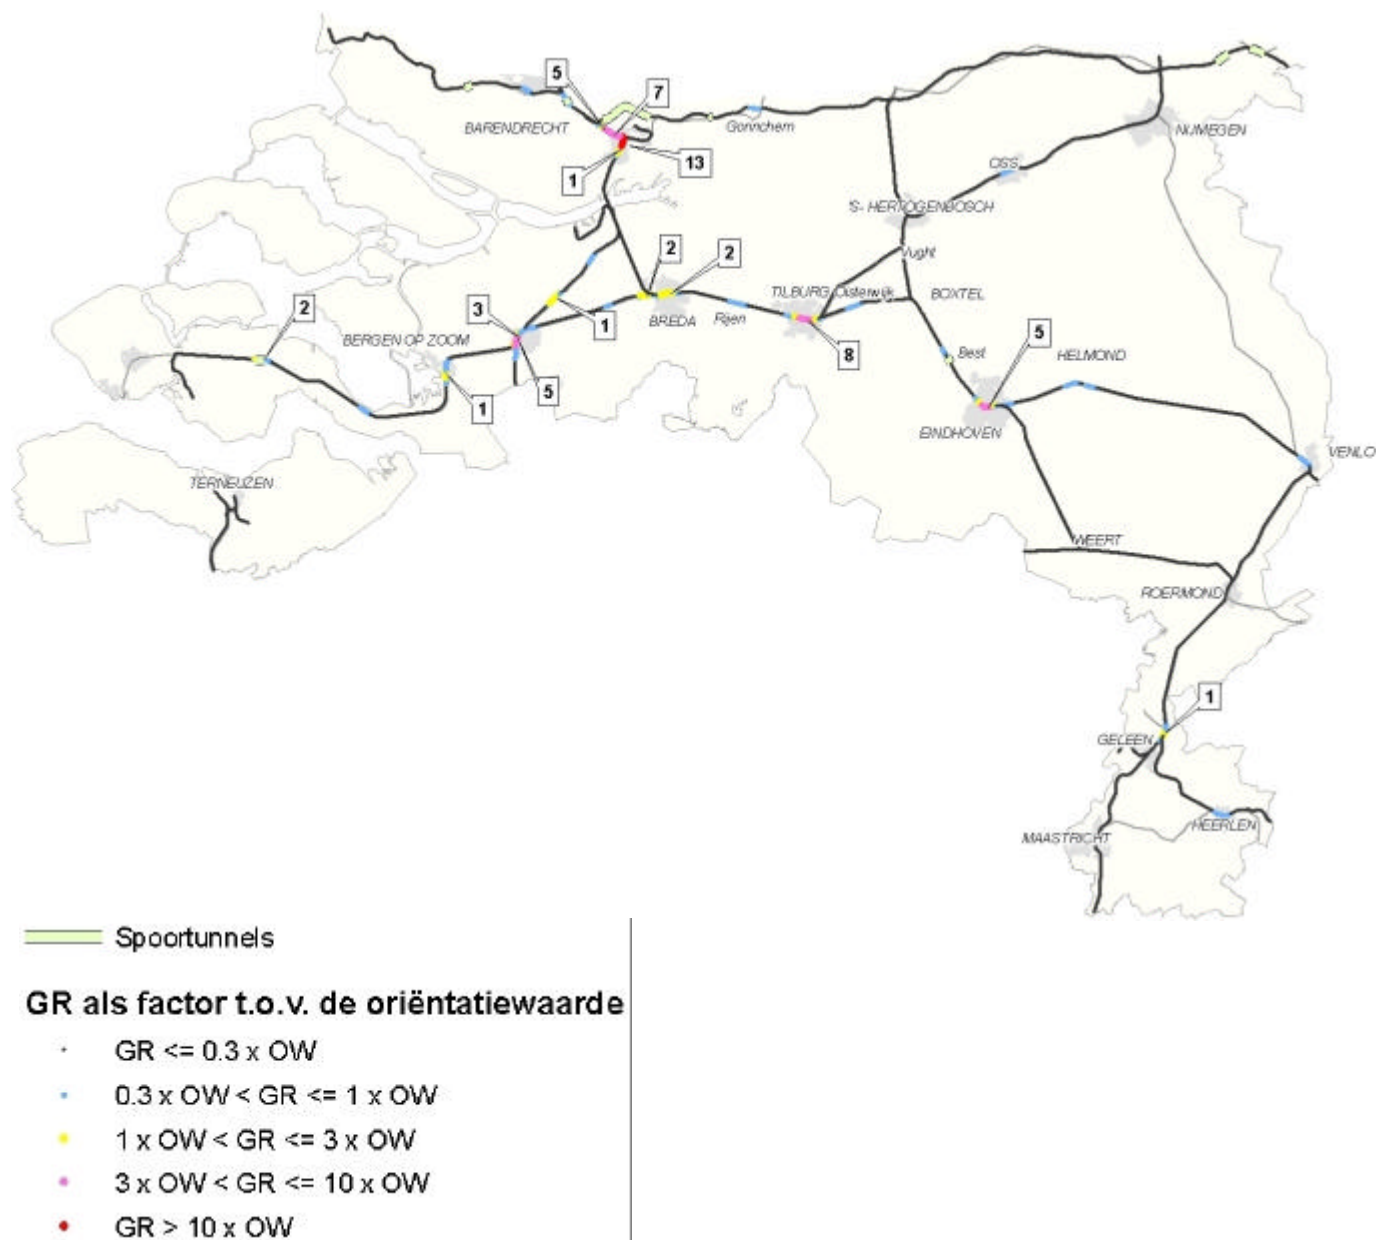 5
7
BARENDRECHT
Gorinchem
NIJMEGEN
1
13
OSS
'S- HERTOGENBOSCH
Vught
2
2
TILBURG
Oisterwijk
BOXTEL
2
3
BERGEN OP ZOOM
1
BREDA
Rijen
8
Best
5
HELMOND
1
5
EINDHOVEN
VENLO
TERNEUZEN
WEERT
ROERMOND
1
GELEEN
HEERLEN
MAASTRICHT
Spoortunnels
GR als factor t.o.v. de oriëntatiewaarde
GR <= 0.3 x OW
0.3 x OW < GR <= 1 x OW
1 x OW < GR <= 3 x OW
3 x OW < GR <= 10 x OW
GR > 10 x OW